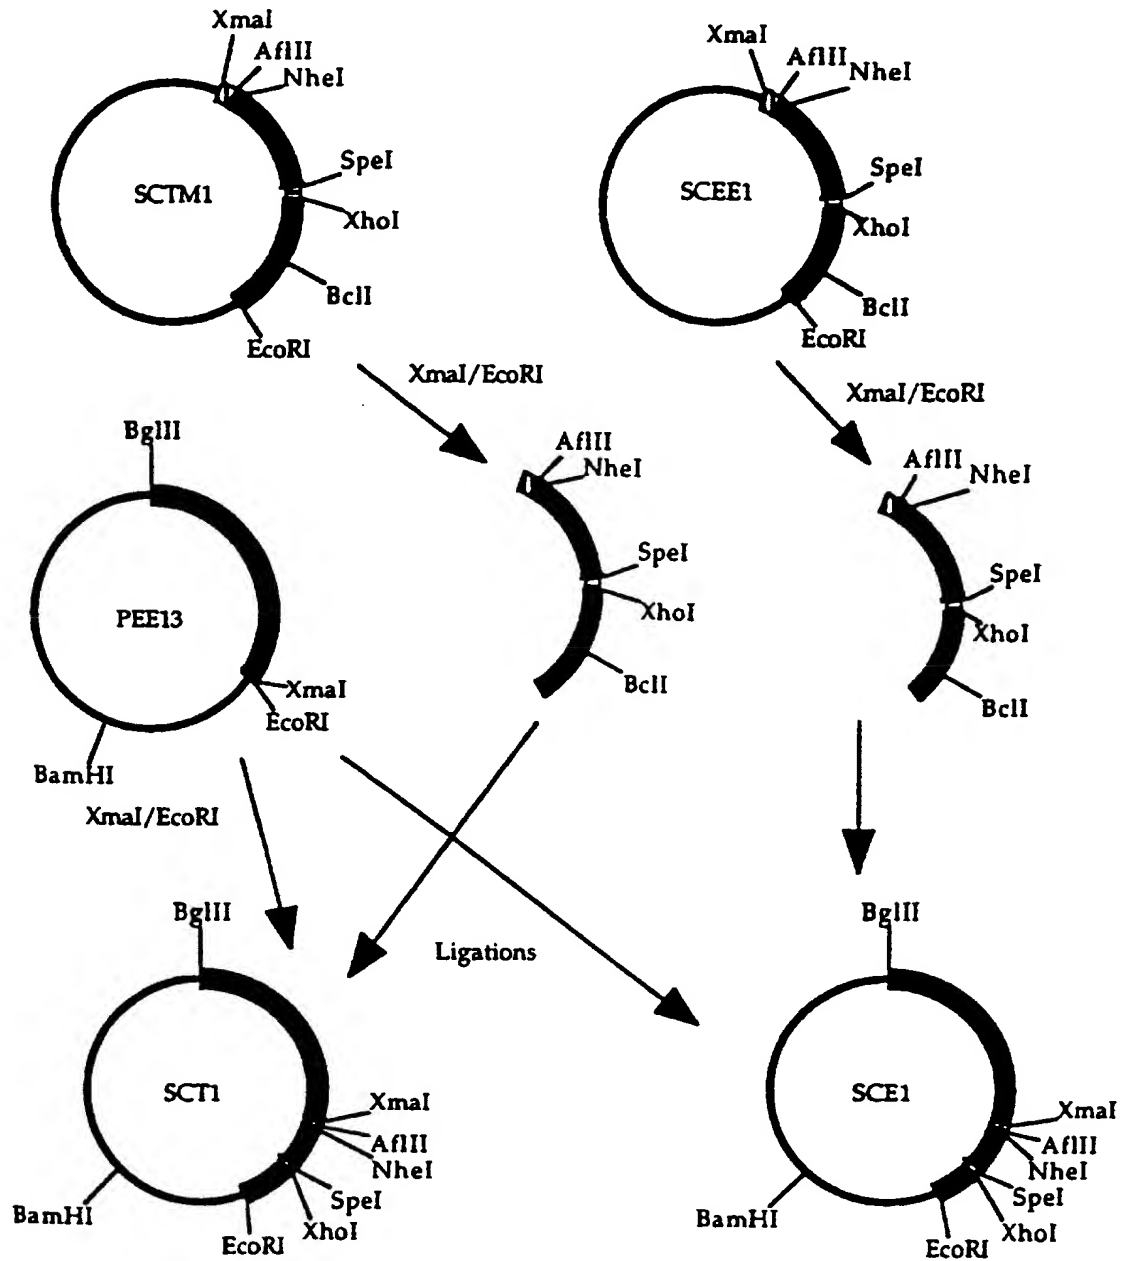 XmaI
AflII
NheI
SCTM1
SpeI
XhoI
BclI
EcoRI
XmaI
AflII
NheI
SCEE1
SpeI
XhoI
BclI
EcoRI
XmaI/EcoRI
XmaI/EcoRI
BglII
PEE13
XmaI
EcoRI
BamHI
AflII
NheI
SpeI
XhoI
BclI
AflII
NheI
SpeI
XhoI
BclI
XmaI/EcoRI
Ligations
BglII
SCT1
XmaI
AflII
NheI
SpeI
XhoI
EcoRI
BamHI
BglII
SCE1
XmaI
AflII
NheI
SpeI
XhoI
EcoRI
BamHI